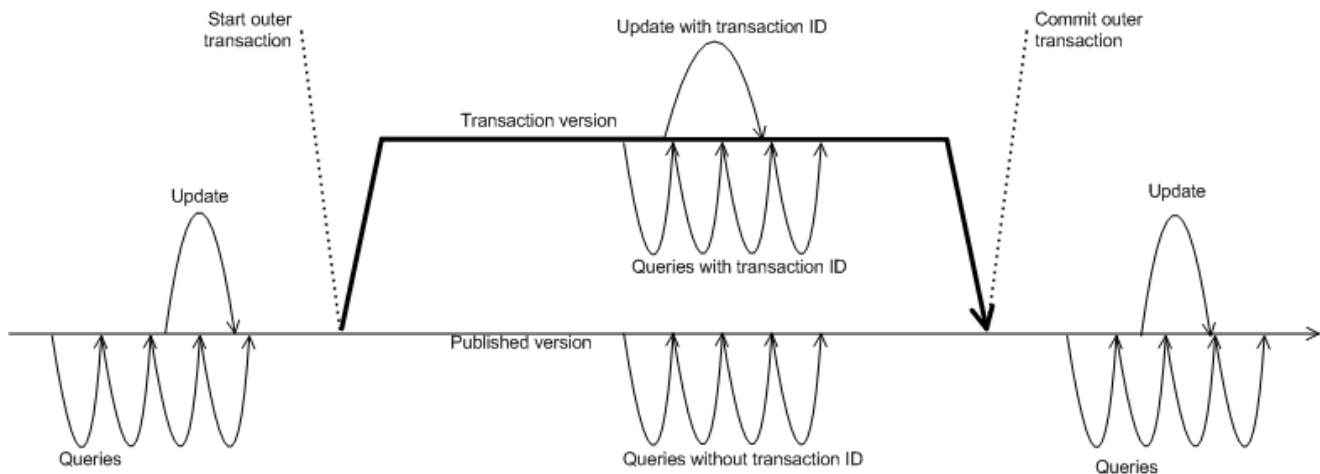 Start outer
transaction
Update with transaction ID
Commit outer
transaction
Transaction version
Update
Update
Queries with transaction ID
Published version
Queries
Queries without transaction ID
Queries